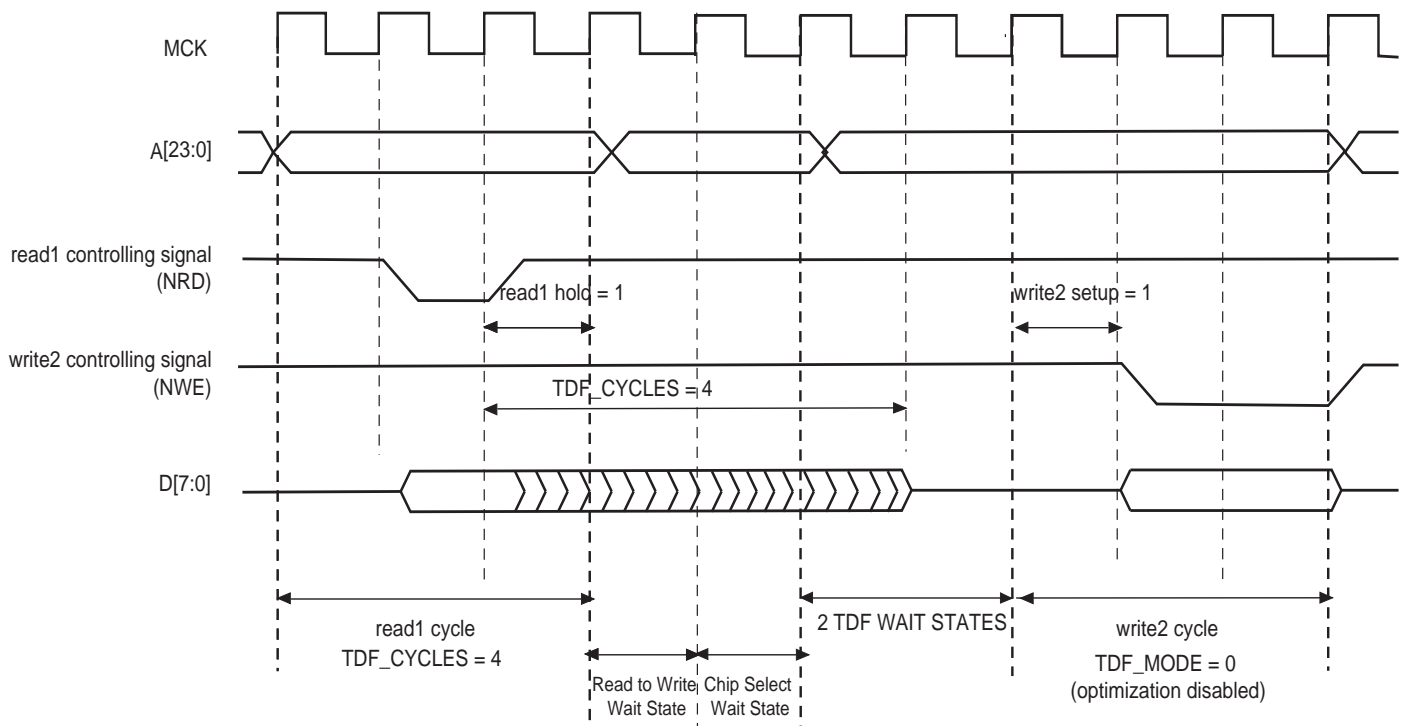 MCK
A[23:0]
read1 controlling signal
(NRD)
read1 hold = 1
write2 setup = 1
write2 controlling signal
(NWE)
TDF_CYCLES = 4
D[7:0]
read1 cycle
TDF_CYCLES = 4
Read to Write
Wait State
Chip Select
Wait State
2 TDF WAIT STATES
write2 cycle
TDF_MODE = 0
(optimization disabled)